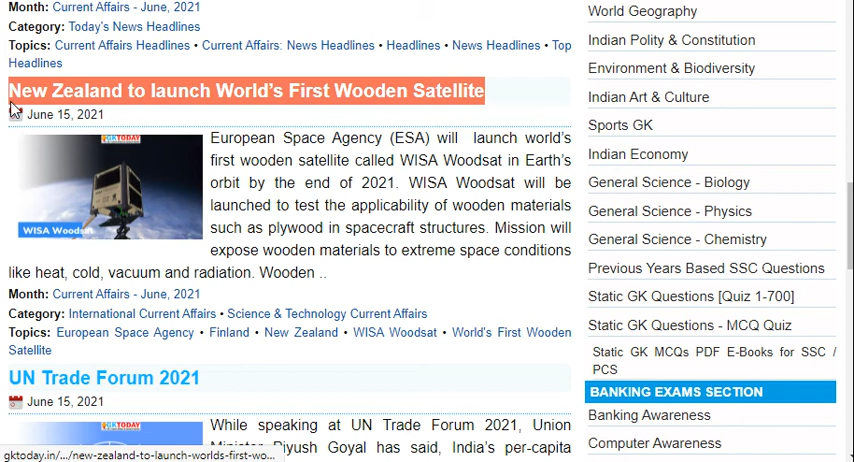 Month: Current Affairs - June, 2021
Category: Today's News Headlines
Topics: Current Affairs Headlines • Current Affairs: News Headlines • Headlines • News Headlines • Top
Headlines
New Zealand to launch World's First Wooden Satellite
June 15, 2021
GKTODAY
WISA Woodsat
European Space Agency (ESA) will launch world's
first wooden satellite called WISA Woodsat in Earth's
orbit by the end of 2021. WISA Woodsat will be
launched to test the applicability of wooden materials
such as plywood in spacecraft structures. Mission will
expose wooden materials to extreme space conditions
like heat, cold, vacuum and radiation. Wooden ..
Month: Current Affairs - June, 2021
Category: International Current Affairs • Science & Technology Current Affairs
Topics: European Space Agency • Finland • New Zealand • WISA Woodsat • World's First Wooden
Satellite
UN Trade Forum 2021
June 15, 2021
GKTODAY
While speaking at UN Trade Forum 2021, Union
Minister Piyush Goyal has said, India's per-capita
gktoday.in/.../new-zealand-to-launch-worlds-first-wo...
World Geography
Indian Polity & Constitution
Environment & Biodiversity
Indian Art & Culture
Sports GK
Indian Economy
General Science - Biology
General Science - Physics
General Science - Chemistry
Previous Years Based SSC Questions
Static GK Questions [Quiz 1-700]
Static GK Questions - MCQ Quiz
Static GK MCQs PDF E-Books for SSC /
PCS
BANKING EXAMS SECTION
Banking Awareness
Computer Awareness